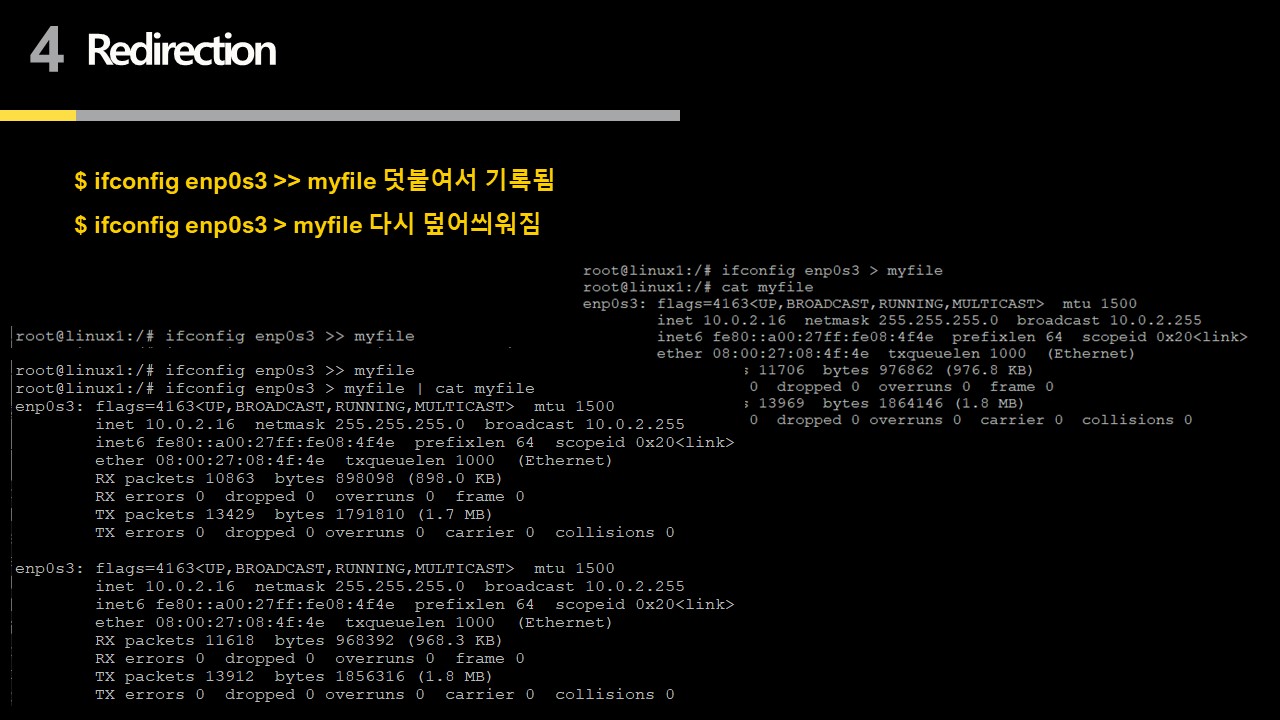 4 Redirection
$ ifconfig enp0s3 >> myfile 덧붙여서 기록됨
$ ifconfig enp0s3 > myfile 다시 덮어씌워짐
root@linux1:/# ifconfig enp0s3 > myfile
root@linux1:/# cat myfile
enp0s3: flags=4163<UP,BROADCAST,RUNNING,MULTICAST>  mtu 1500
inet 10.0.2.16  netmask 255.255.255.0  broadcast 10.0.2.255
inet6 fe80::a00:27ff:fe08:4f4e  prefixlen 64  scopeid 0x20<link>
ether 08:00:27:08:4f:4e  txqueuelen 1000  (Ethernet)
11706  bytes 976862 (976.8 KB)
0  dropped 0  overruns 0  frame 0
13969  bytes 1864146 (1.8 MB)
0  dropped 0 overruns 0  carrier 0  collisions 0
root@linux1:/# ifconfig enp0s3 >> myfile
root@linux1:/# ifconfig enp0s3 >> myfile
root@linux1:/# ifconfig enp0s3 > myfile | cat myfile
enp0s3: flags=4163<UP,BROADCAST,RUNNING,MULTICAST>  mtu 1500
inet 10.0.2.16  netmask 255.255.255.0  broadcast 10.0.2.255
inet6 fe80::a00:27ff:fe08:4f4e  prefixlen 64  scopeid 0x20<link>
ether 08:00:27:08:4f:4e  txqueuelen 1000  (Ethernet)
RX packets 10863  bytes 898098 (898.0 KB)
RX errors 0  dropped 0  overruns 0  frame 0
TX packets 13429  bytes 1791810 (1.7 MB)
TX errors 0  dropped 0 overruns 0  carrier 0  collisions 0
enp0s3: flags=4163<UP,BROADCAST,RUNNING,MULTICAST>  mtu 1500
inet 10.0.2.16  netmask 255.255.255.0  broadcast 10.0.2.255
inet6 fe80::a00:27ff:fe08:4f4e  prefixlen 64  scopeid 0x20<link>
ether 08:00:27:08:4f:4e  txqueuelen 1000  (Ethernet)
RX packets 11618  bytes 968392 (968.3 KB)
RX errors 0  dropped 0  overruns 0  frame 0
TX packets 13912  bytes 1856316 (1.8 MB)
TX errors 0  dropped 0 overruns 0  carrier 0  collisions 0